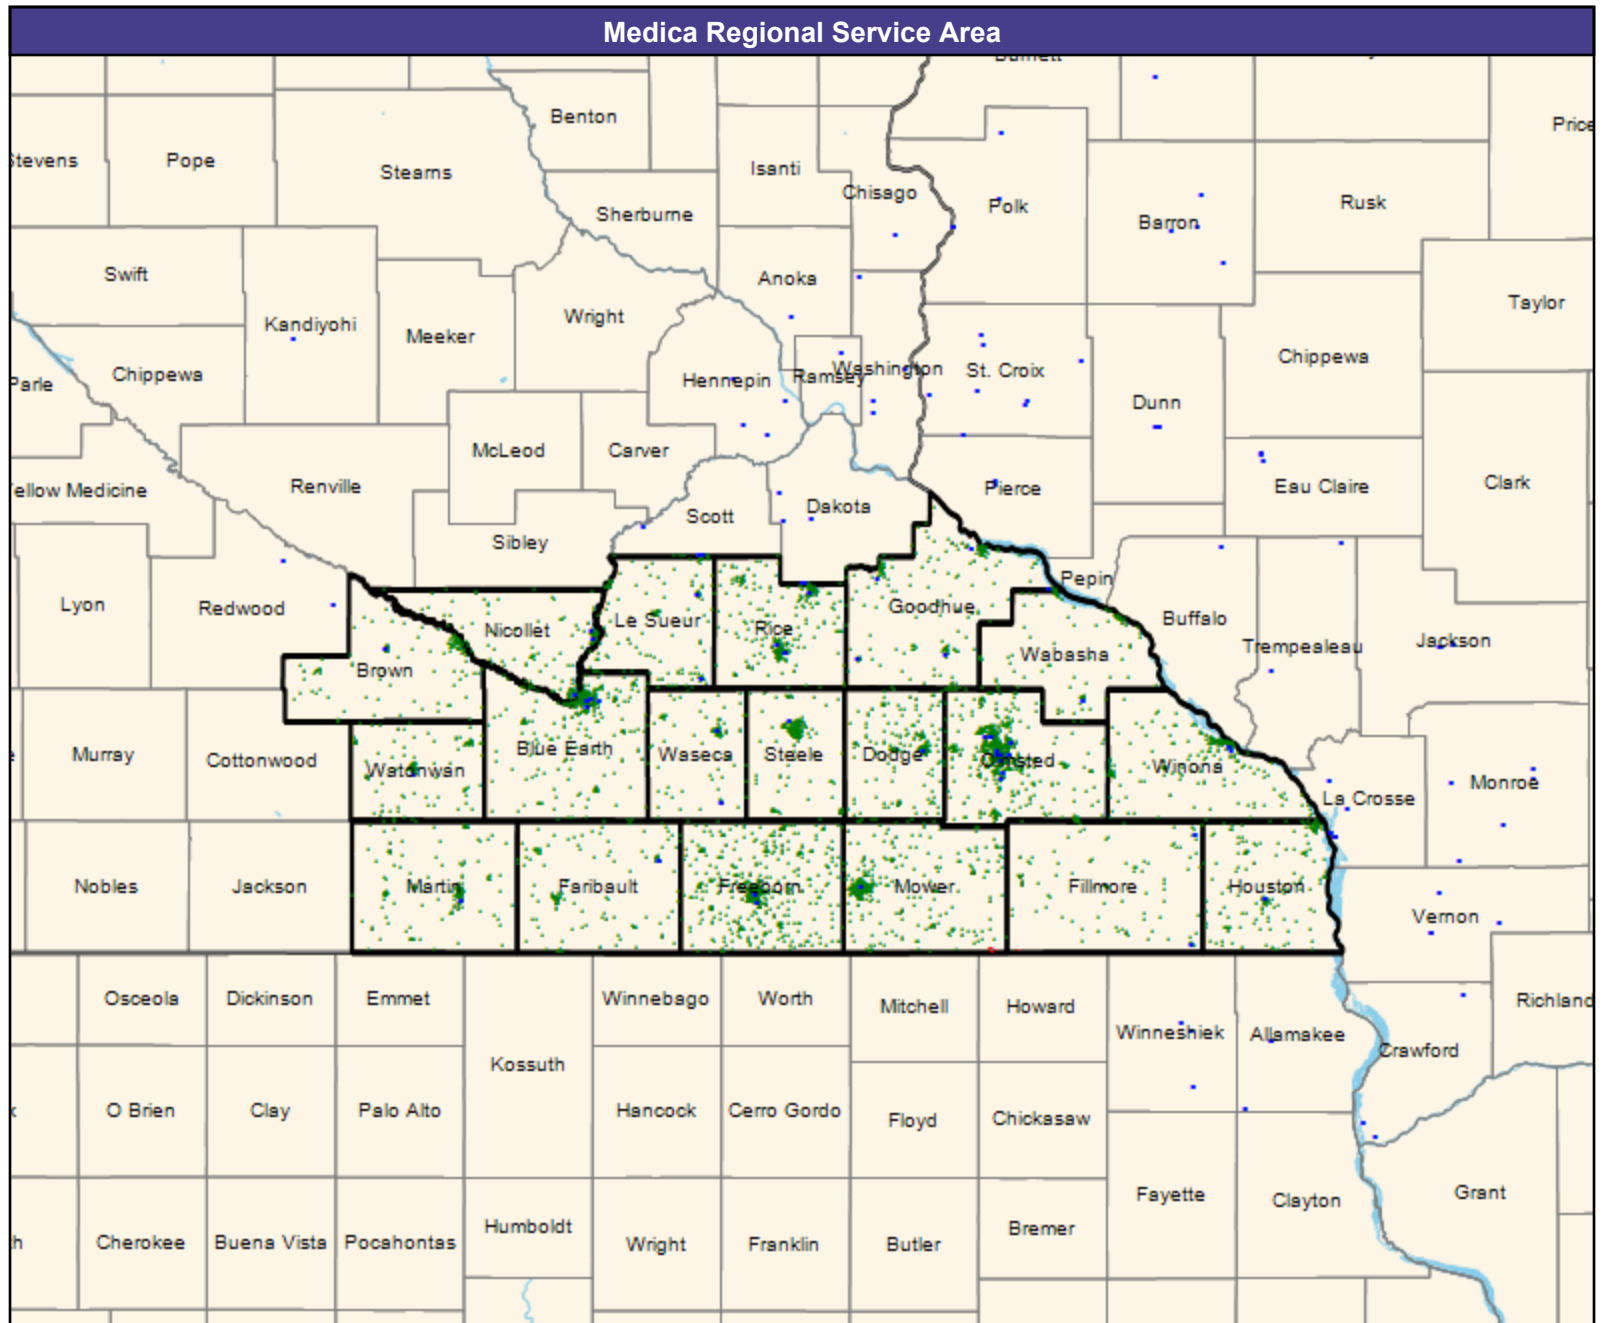 Medica Regional Service Area
Benton
Price
Stevens
Pope
Stearns
Isanti
Chisago
Polk
Barron
Rusk
Sherburne
Swift
Anoka
Taylor
Kandiyohi
Meeker
Wright
Chippewa
Chippewa
Parle
Hennepin
Ramsey
Washington
St. Croix
Dunn
McLeod
Carver
Renville
ellow Medicine
Clark
Eau Claire
Pierce
Dakota
Scott
Sibley
Pepin
Lyon
Redwood
Nicollet
Le Sueur
Rice
Goodhue
Buffalo
Trempealeau
Jackson
Wabasha
Brown
Murray
Cottonwood
Watonwan
Blue Earth
Waseca
Steele
Dodge
Olmsted
Winona
La Crosse
Monroe
Nobles
Jackson
Martin
Faribault
Freeborn
Mower
Fillmore
Houston
Vernon
Osceola
Dickinson
Emmet
Winnebago
Worth
Mitchell
Howard
Winneshiek
Allamakee
Crawford
Richland
Kossuth
O Brien
Clay
Palo Alto
Hancock
Cerro Gordo
Floyd
Chickasaw
Fayette
Clayton
Grant
Cherokee
Buena Vista
Pocahontas
Humboldt
Wright
Franklin
Butler
Bremer